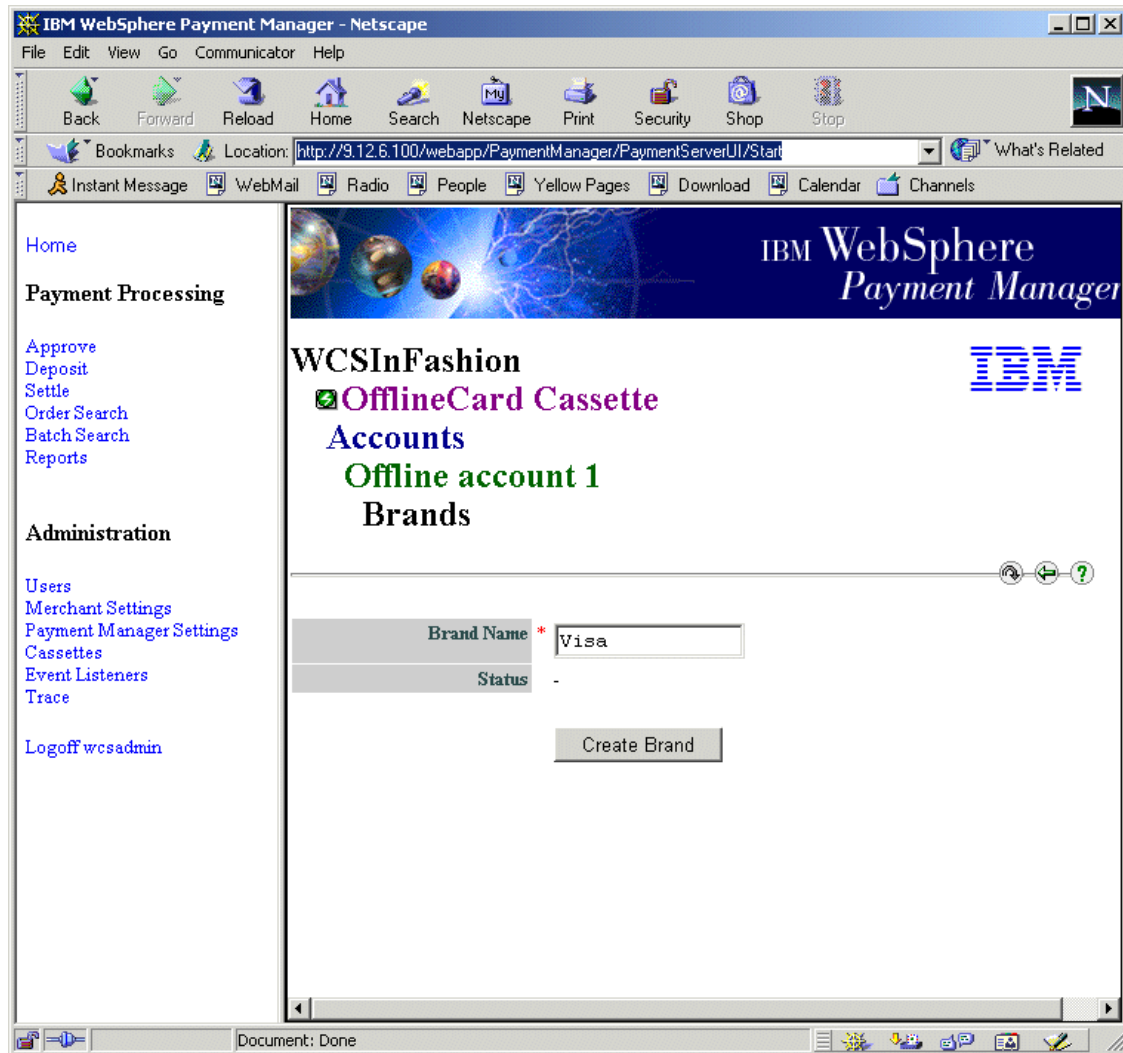 IBM WebSphere Payment Manager - Netscape
File Edit View Go Communicator Help
Back Forward Reload Home Search Netscape Print Security Shop Stop
My
N
Bookmarks Location: http://9.12.6.100/webapp/PaymentManager/PaymentServerUI/Start What's Related
Instant Message WebMail Radio People Yellow Pages Download Calendar Channels
Home
Payment Processing
Approve
Deposit
Settle
Order Search
Batch Search
Reports
Administration
Users
Merchant Settings
Payment Manager Settings
Cassettes
Event Listeners
Trace
Logoff wcsadmin
IBM WebSphere
Payment Manager
IBM
WCSInFashion
OfflineCard Cassette
Accounts
Offline account 1
Brands
?
Brand Name * Visa
Status -
Create Brand
Document: Done